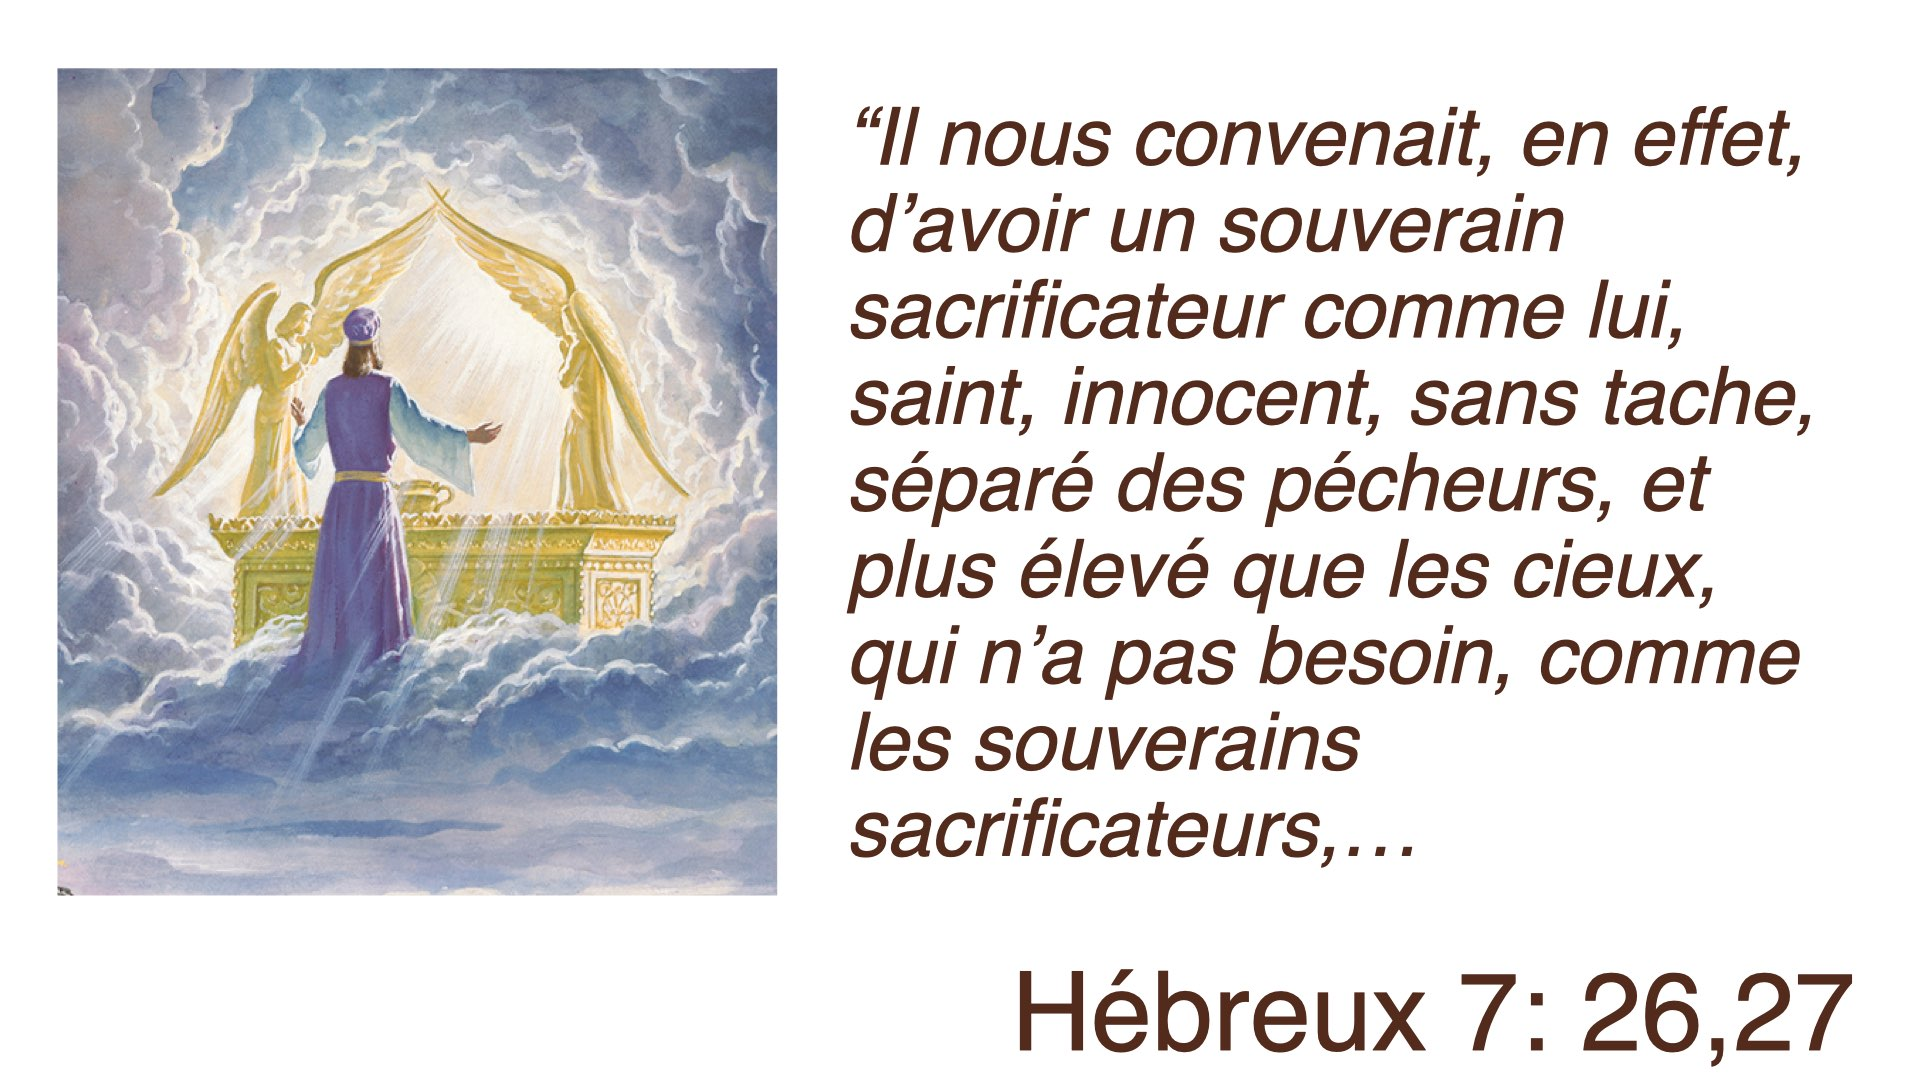 “Il nous convenait, en effet,
d’avoir un souverain
sacrificateur comme lui,
saint, innocent, sans tache,
séparé des pécheurs, et
plus élevé que les cieux,
qui n’a pas besoin, comme
les souverains
sacrificateurs,…
Hébreux 7: 26,27